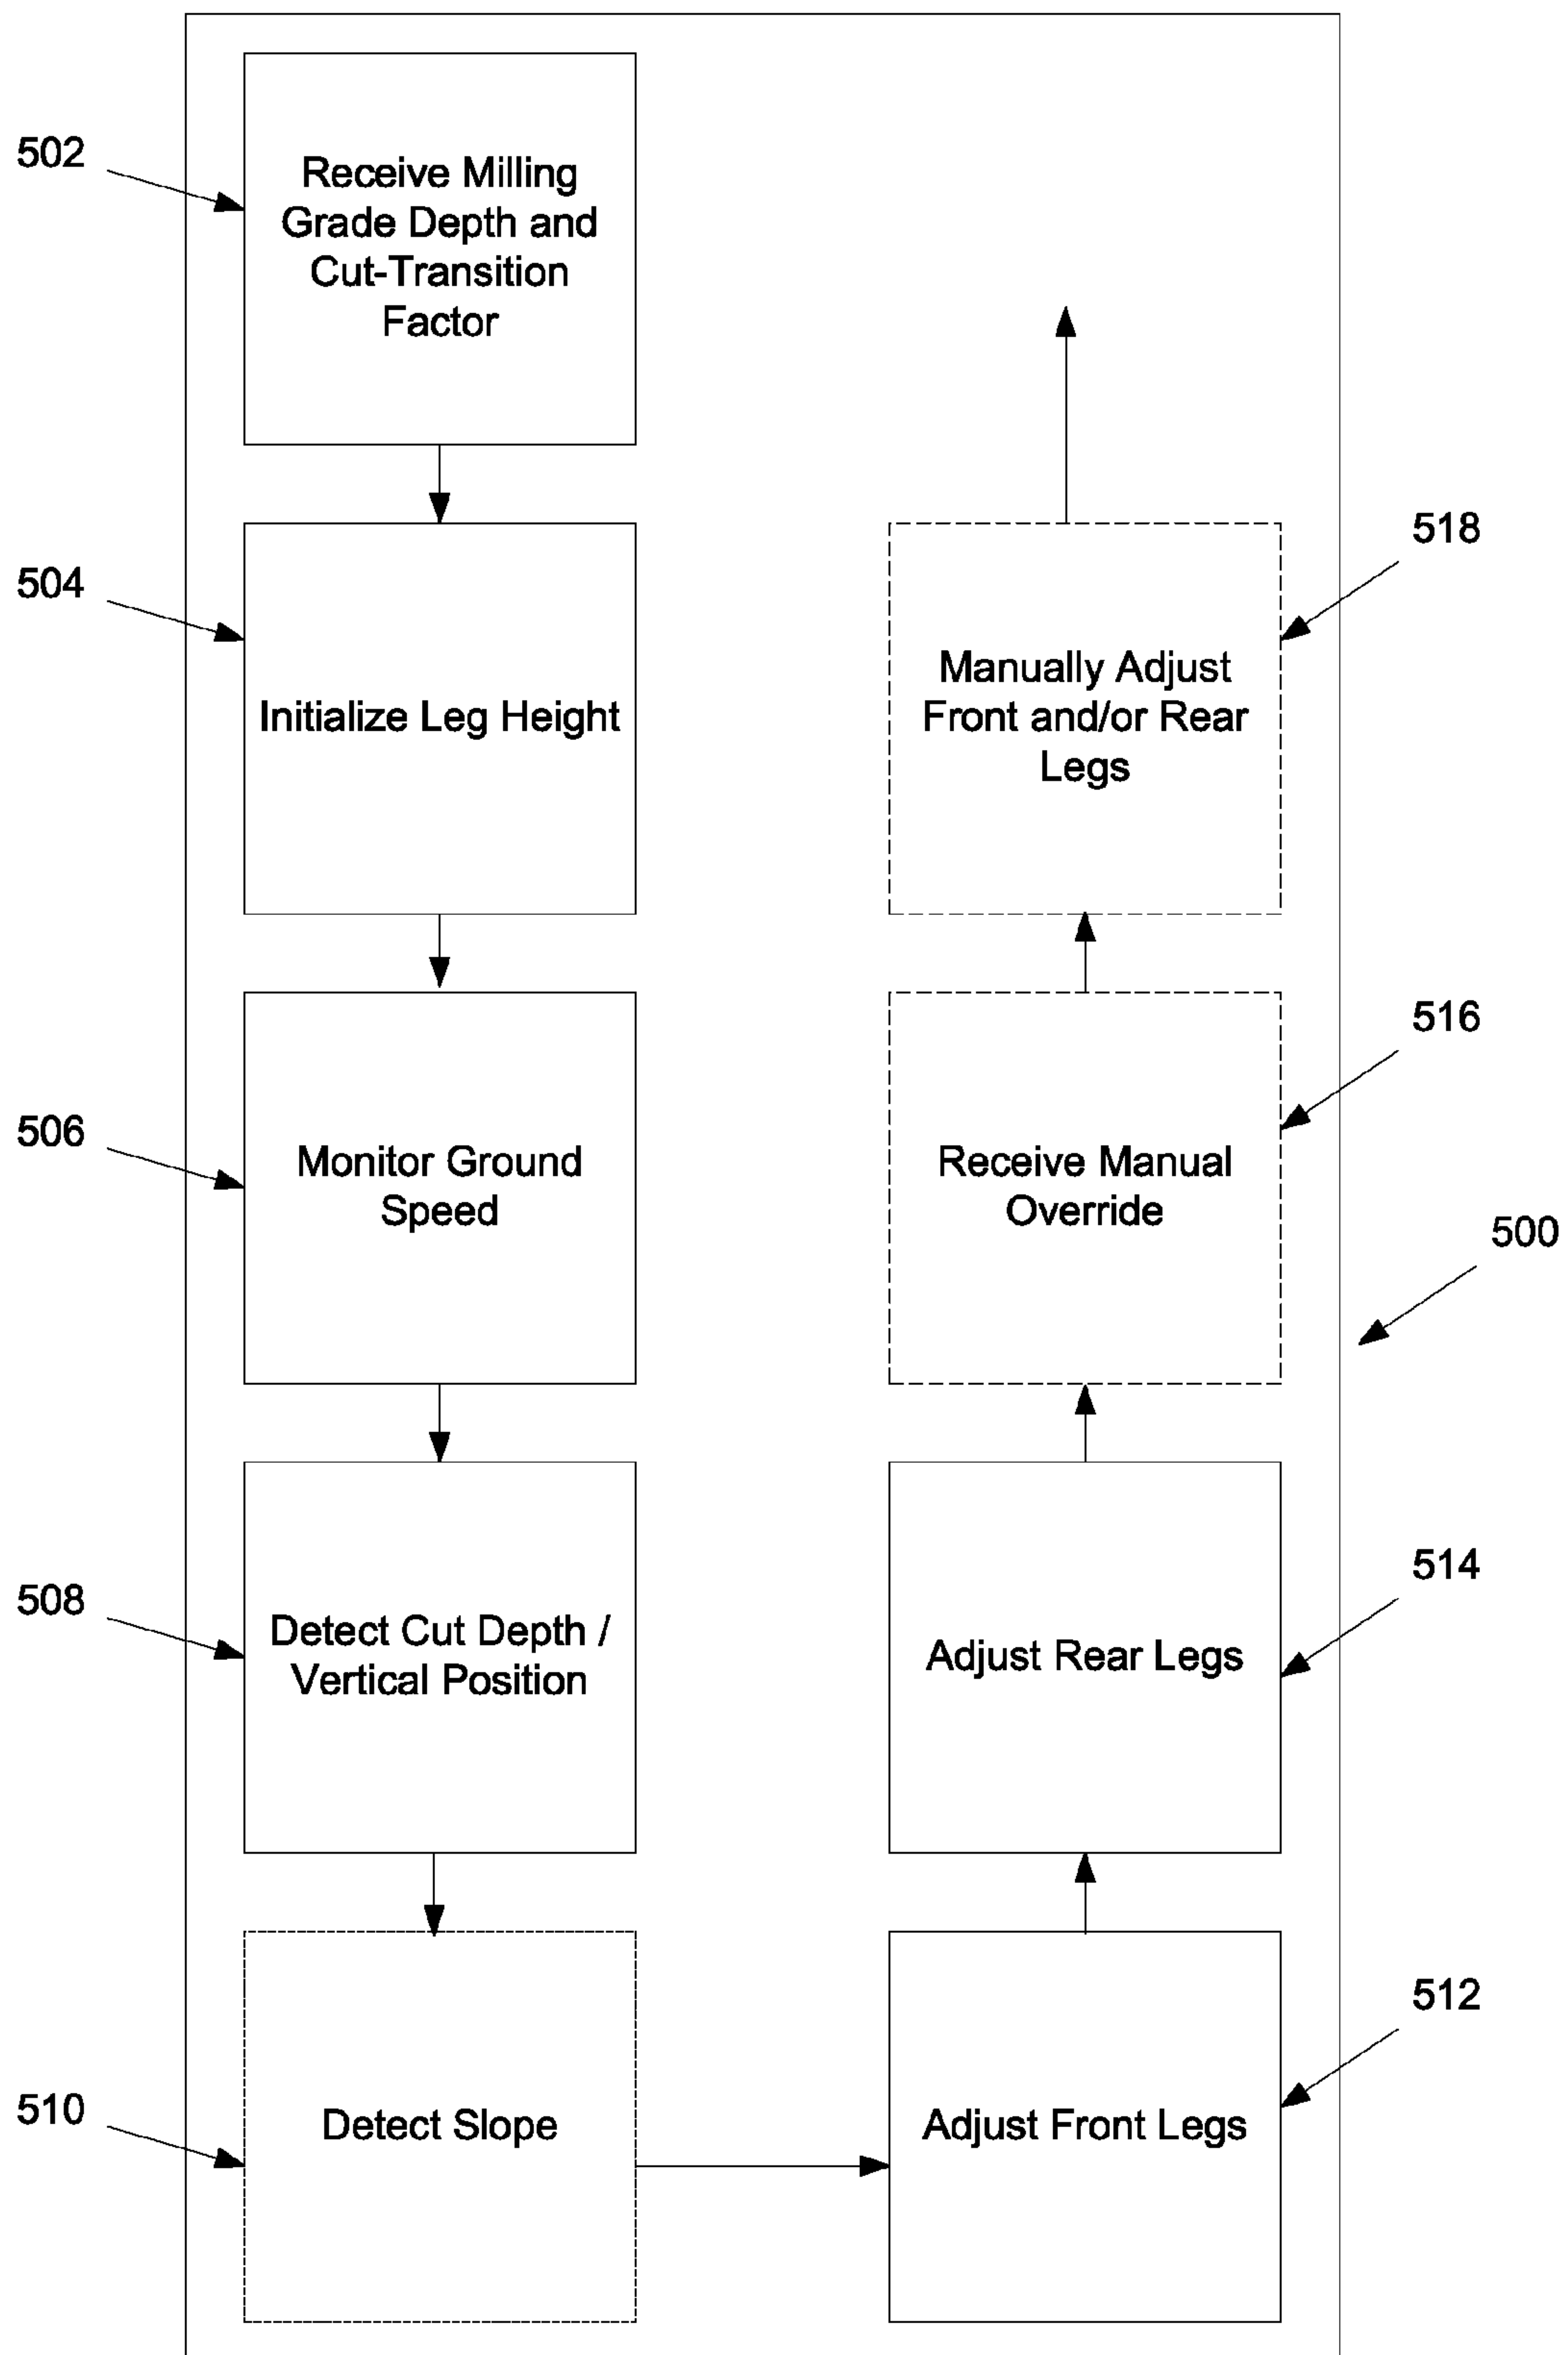 502
Receive Milling
Grade Depth and
Cut-Transition
Factor
504
Initialize Leg Height
506
Monitor Ground
Speed
508
Detect Cut Depth /
Vertical Position
510
Detect Slope
512
Adjust Front Legs
514
Adjust Rear Legs
516
Receive Manual
Override
518
Manually Adjust
Front and/or Rear
Legs
500